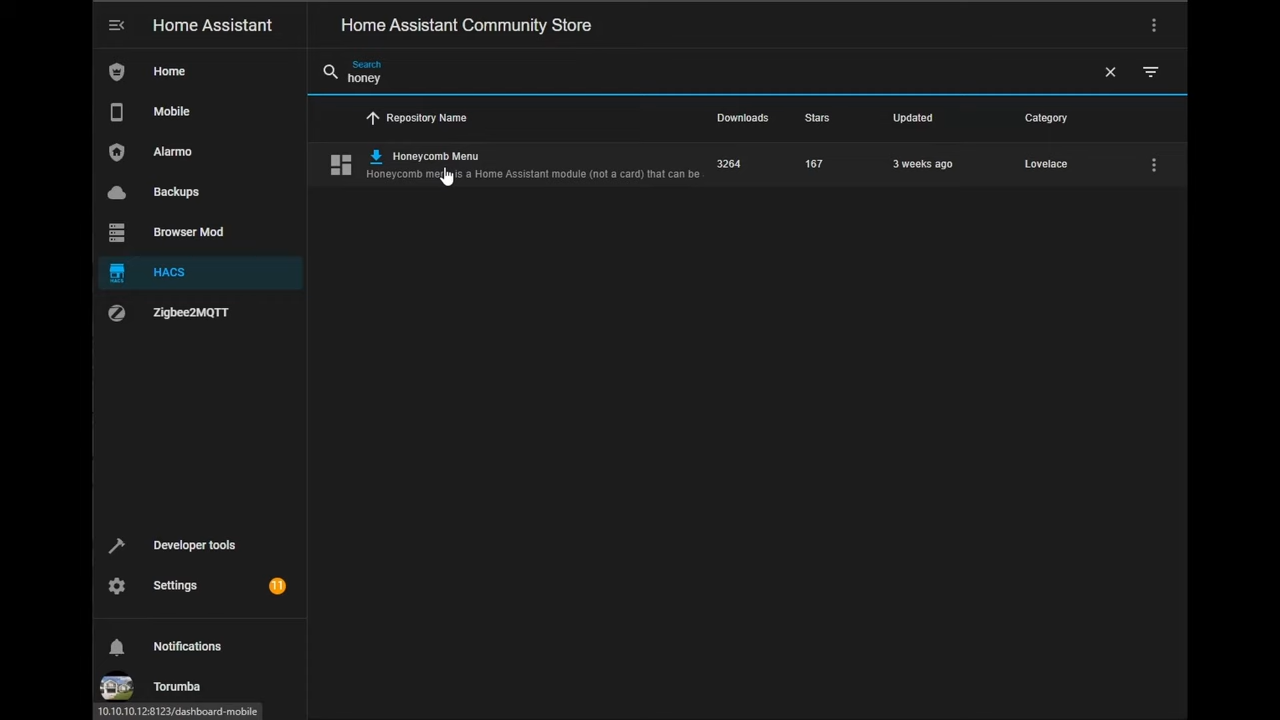 Home Assistant
Home Assistant Community Store
Search
honey
Home
Mobile
Alarmo
Backups
Browser Mod
HACS
HACS
Zigbee2MQTT
Repository Name
Downloads
Stars
Updated
Category
Honeycomb Menu
3264
167
3 weeks ago
Lovelace
Honeycomb menu is a Home Assistant module (not a card) that can be
Developer tools
Settings
11
Notifications
Torumba
10.10.10.12:8123/dashboard-mobile